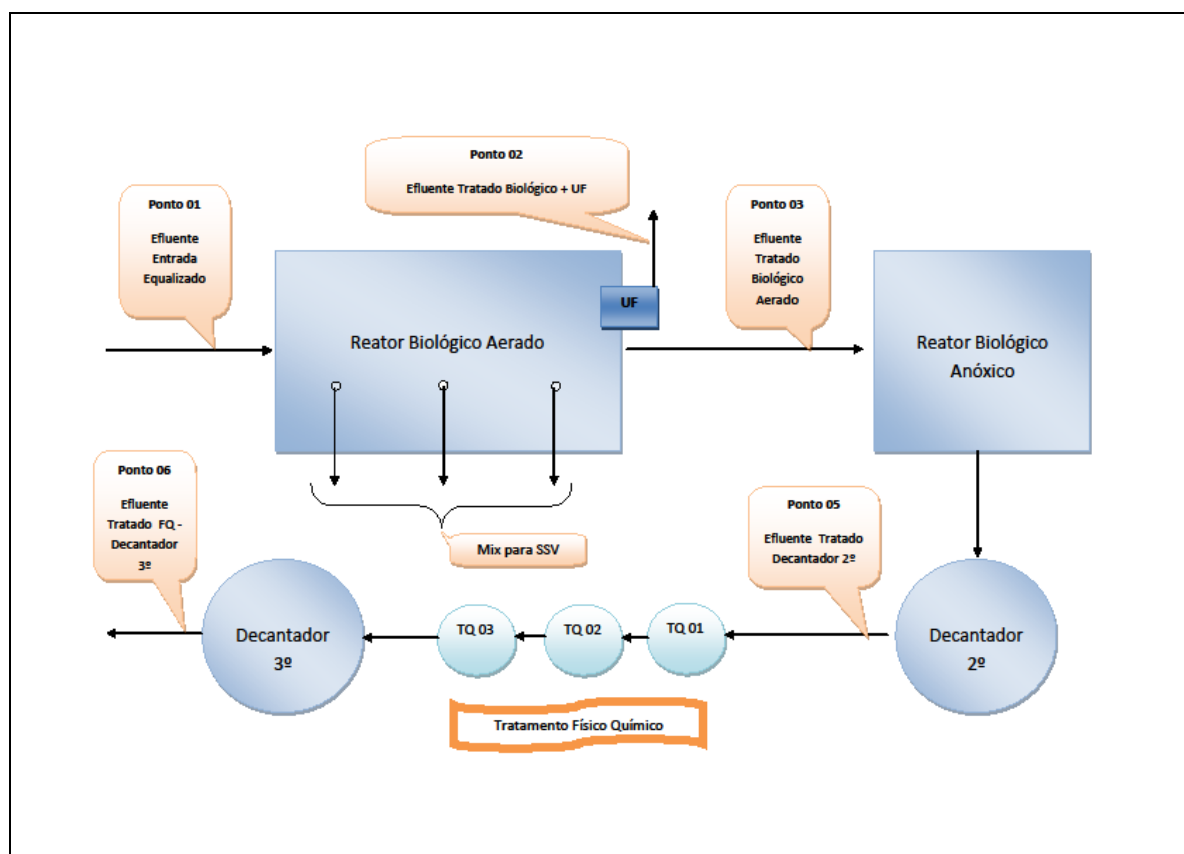 Ponto 02
Efluente Tratado Biológico + UF
Ponto 01
Efluente
Entrada
Equalizado
Ponto 03
Efluente
Tratado
Biológico
Aerado
UF
Reator Biológico Aerado
Reator Biológico
Anóxico
Ponto 06
Efluente
Tratado FQ -
Decantador
3º
Mix para SSV
Ponto 05
Efluente Tratado
Decantador 2º
Decantador
3º
TQ 03
TQ 02
TQ 01
Decantador
2º
Tratamento Físico Químico